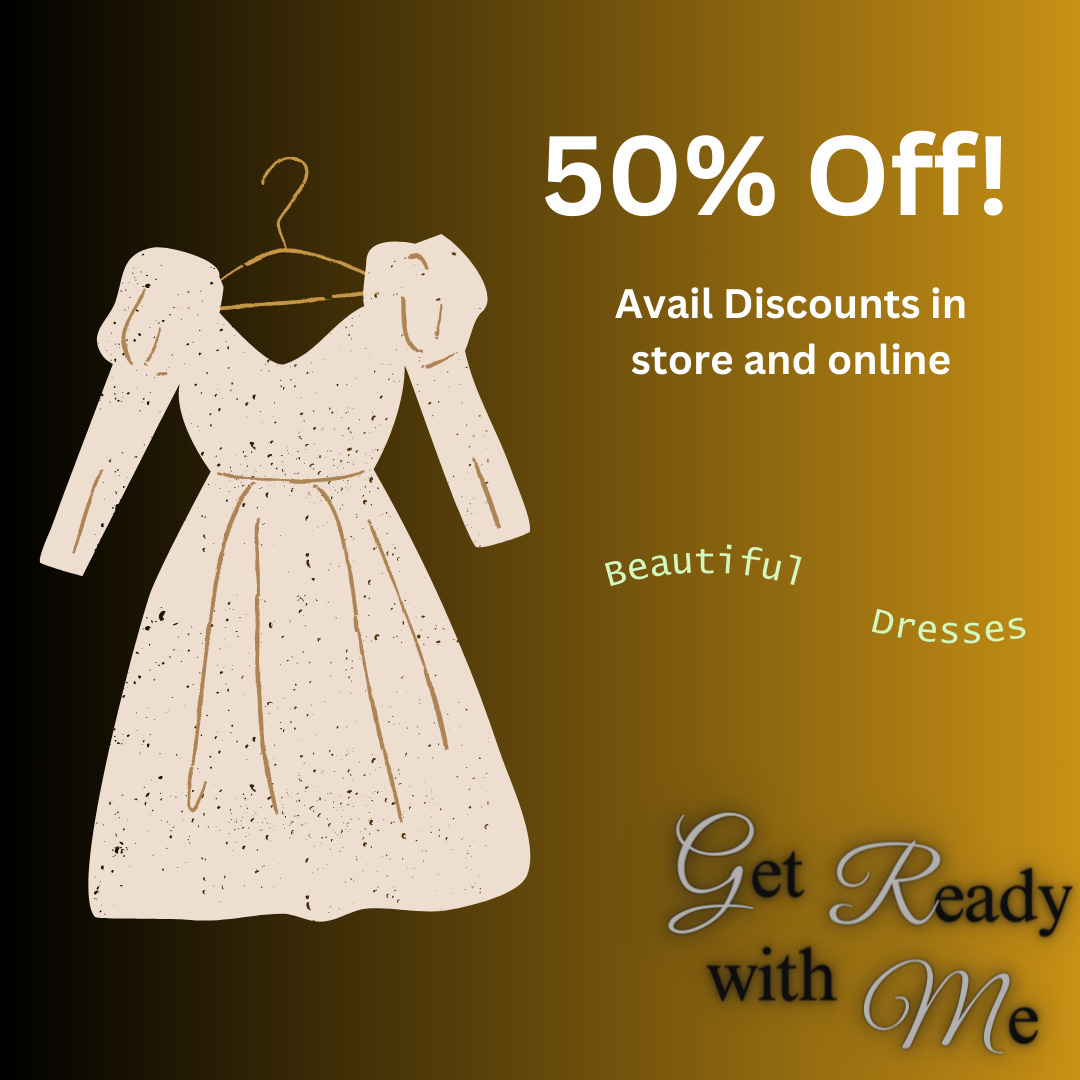 50% Off!
Avail Discounts in
store and online
Beautiful
Dresses
Get Ready
with Me